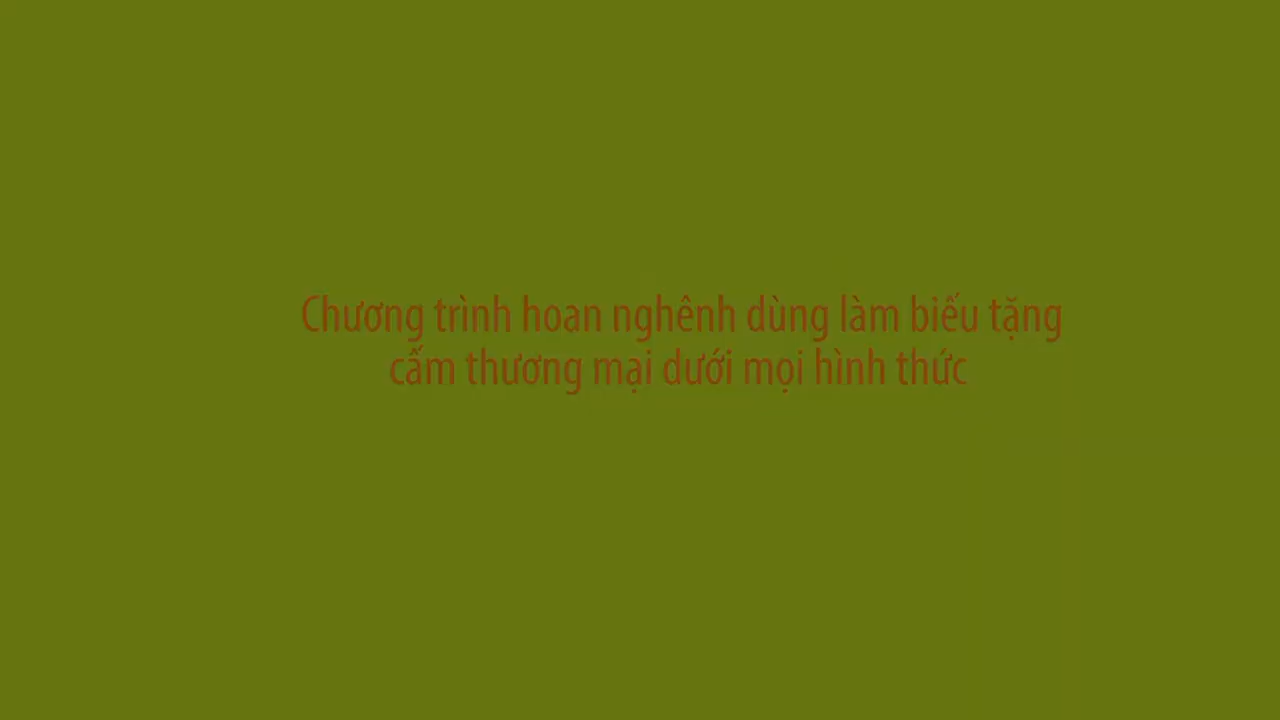 Chương trình hoan nghênh dùng làm biếu tặng
cấm thương mại dưới mọi hình thức